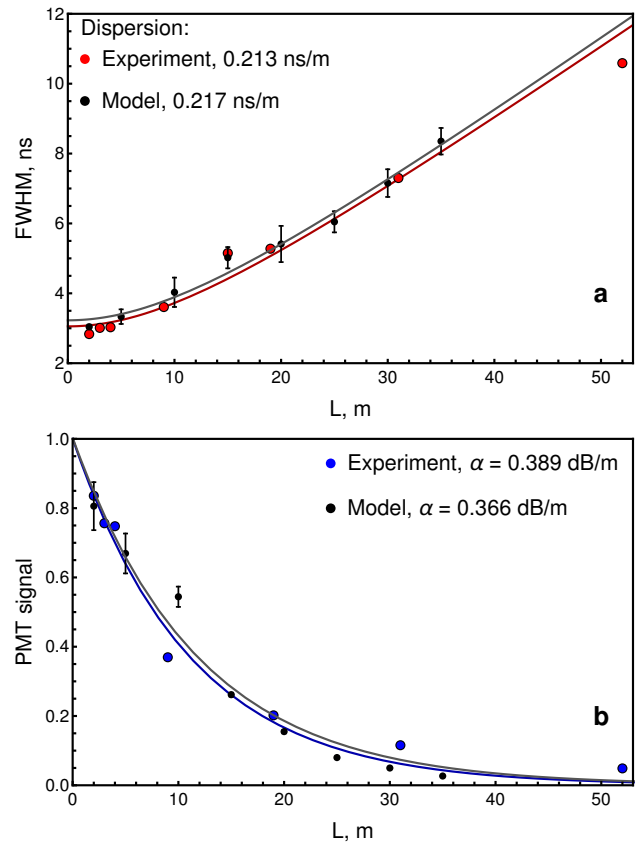 12
10
8
6
4
2
FWHM, ns
Dispersion:
Experiment, 0.213 ns/m
Model, 0.217 ns/m
a
0 10 20 30 40 50
L, m
1.0
0.8
0.6
0.4
0.2
0.0
PMT signal
Experiment, α = 0.389 dB/m
Model, α = 0.366 dB/m
b
0 10 20 30 40 50
L, m